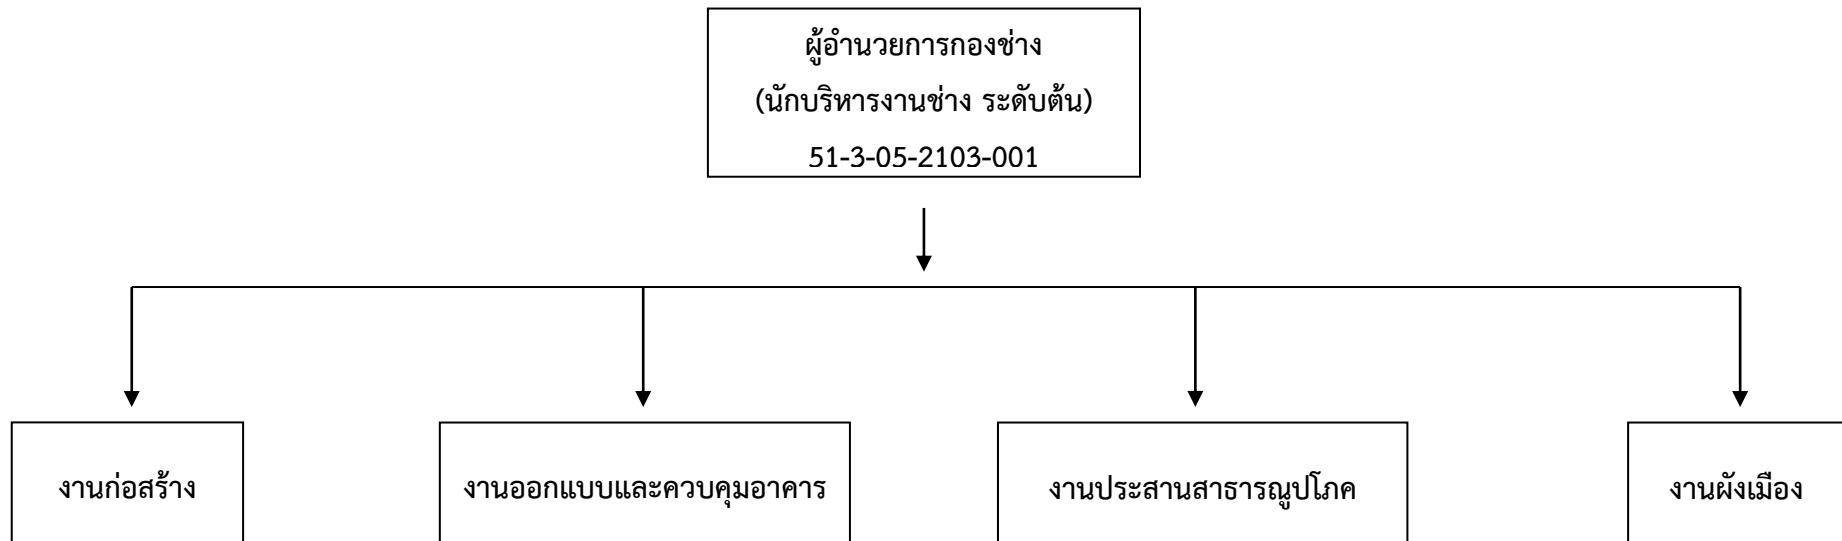 ผู้อำนวยการกองช่าง
(นักบริหารงานช่าง ระดับต้น)
51-3-05-2103-001
งานก่อสร้าง
งานออกแบบและควบคุมอาคาร
งานประสานสาธารณูปโภค
งานผังเมือง